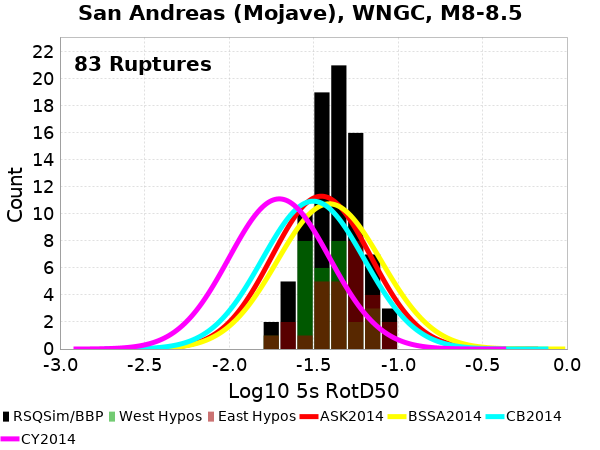 San Andreas (Mojave), WNGC, M8-8.5
83 Ruptures
22
20
18
16
14
12
10
8
6
4
2
0
Count
-3.0 -2.5 -2.0 -1.5 -1.0 -0.5 0.0
Log10 5s RotD50
RSQSim/BBP West Hypos East Hypos ASK2014 BSSA2014 CB2014
CY2014